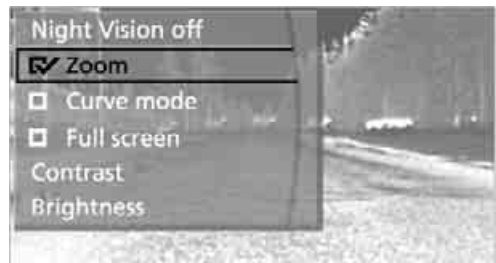 Night Vision off
Zoom
Curve mode
Full screen
Contrast
Brightness